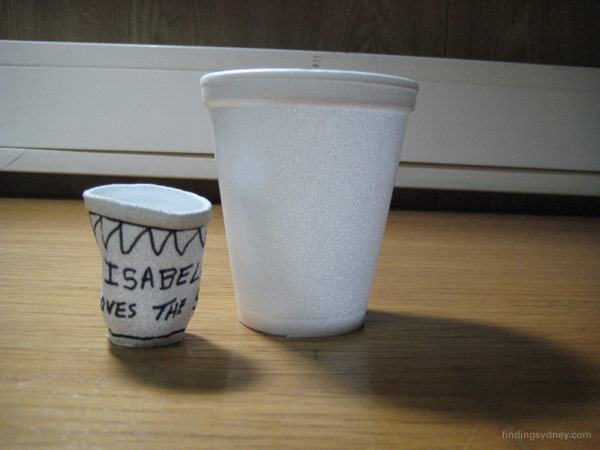 ISABEL
OVES THE
findingsydney.com